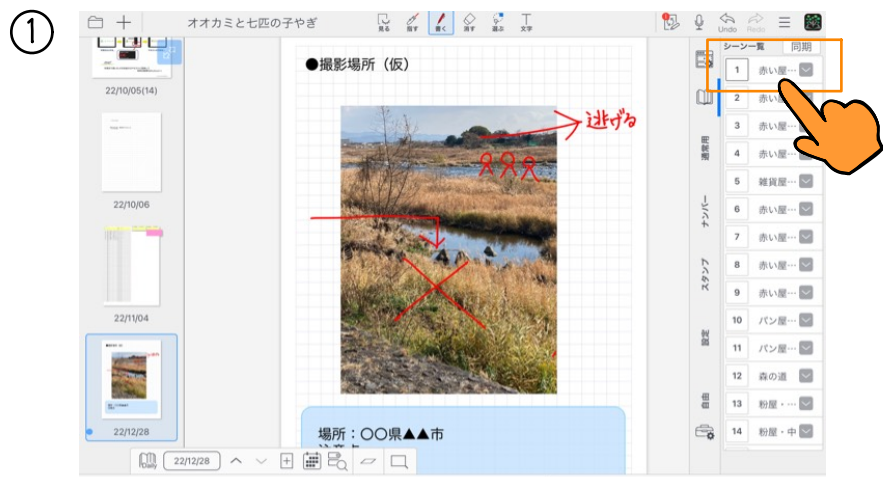 ①
オオカミと七匹の子やぎ
見る 指す 書く 消す 選ぶ 文字
Undo Redo
シーン一覧 同期
1 赤い屋…
2 赤い屋
3 赤い屋…
4 赤い屋…
5 雑貨屋…
6 赤い屋…
7 赤い屋…
8 赤い屋…
9 赤い屋…
10 パン屋…
11 パン屋…
12 森の道
13 粉屋・…
14 粉屋・中
通常用
ナンバー
スタンプ
設定
自由
22/10/05(14)
22/10/06
22/11/04
22/12/28
●撮影場所（仮）
逃げる
場所：〇〇県▲▲市
Daily 22/12/28